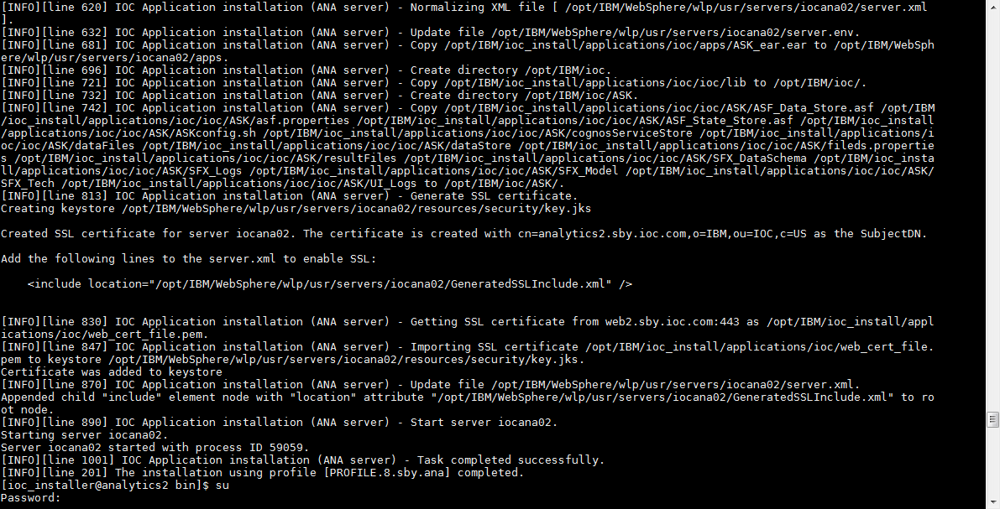 [INFO][line 620] IOC Application installation (ANA server) - Normalizing XML file [ /opt/IBM/WebSphere/wlp/usr/servers/iocana02/server.xml
].
[INFO][line 632] IOC Application installation (ANA server) - Update file /opt/IBM/WebSphere/wlp/usr/servers/iocana02/server.env.
[INFO][line 681] IOC Application installation (ANA server) - Copy /opt/IBM/ioc_install/applications/ioc/apps/ASK_ear.ear to /opt/IBM/WebSph
ere/wlp/usr/servers/iocana02/apps.
[INFO][line 696] IOC Application installation (ANA server) - Create directory /opt/IBM/ioc.
[INFO][line 721] IOC Application installation (ANA server) - Copy /opt/IBM/ioc_install/applications/ioc/ioc/lib to /opt/IBM/ioc/.
[INFO][line 732] IOC Application installation (ANA server) - Create directory /opt/IBM/ioc/ASK.
[INFO][line 742] IOC Application installation (ANA server) - Copy /opt/IBM/ioc_install/applications/ioc/ioc/ASK/ASF_Data_Store.asf /opt/IBM
/ioc_install/applications/ioc/ioc/ASK/asf.properties /opt/IBM/ioc_install/applications/ioc/ioc/ASK/ASF_State_Store.asf /opt/IBM/ioc_install
/applications/ioc/ioc/ASK/ASKconfig.sh /opt/IBM/ioc_install/applications/ioc/ioc/ASK/cognosServiceStore /opt/IBM/ioc_install/applications/i
oc/ioc/ASK/dataFiles /opt/IBM/ioc_install/applications/ioc/ioc/ASK/dataStore /opt/IBM/ioc_install/applications/ioc/ioc/ASK/fileds.propertie
s /opt/IBM/ioc_install/applications/ioc/ioc/ASK/resultFiles /opt/IBM/ioc_install/applications/ioc/ioc/ASK/SFX_DataSchema /opt/IBM/ioc_insta
ll/applications/ioc/ioc/ASK/SFX_Logs /opt/IBM/ioc_install/applications/ioc/ioc/ASK/SFX_Model /opt/IBM/ioc_install/applications/ioc/ioc/ASK/
SFX_Tech /opt/IBM/ioc_install/applications/ioc/ioc/ASK/UI_Logs to /opt/IBM/ioc/ASK/.
[INFO][line 813] IOC Application installation (ANA server) - Generate SSL certificate.
Creating keystore /opt/IBM/WebSphere/wlp/usr/servers/iocana02/resources/security/key.jks
Created SSL certificate for server iocana02. The certificate is created with cn=analytics2.sby.ioc.com,o=IBM,ou=IOC,c=US as the SubjectDN.
Add the following lines to the server.xml to enable SSL:
<include location="/opt/IBM/WebSphere/wlp/usr/servers/iocana02/GeneratedSSLInclude.xml" />
[INFO][line 830] IOC Application installation (ANA server) - Getting SSL certificate from web2.sby.ioc.com:443 as /opt/IBM/ioc_install/appl
ications/ioc/web_cert_file.pem.
[INFO][line 847] IOC Application installation (ANA server) - Importing SSL certificate /opt/IBM/ioc_install/applications/ioc/web_cert_file.
pem to keystore /opt/IBM/WebSphere/wlp/usr/servers/iocana02/resources/security/key.jks.
Certificate was added to keystore
[INFO][line 870] IOC Application installation (ANA server) - Update file /opt/IBM/WebSphere/wlp/usr/servers/iocana02/server.xml.
Appended child "include" element node with "location" attribute "/opt/IBM/WebSphere/wlp/usr/servers/iocana02/GeneratedSSLInclude.xml" to ro
ot node.
[INFO][line 890] IOC Application installation (ANA server) - Start server iocana02.
Starting server iocana02.
Server iocana02 started with process ID 59059.
[INFO][line 1001] IOC Application installation (ANA server) - Task completed successfully.
[INFO][line 201] The installation using profile [PROFILE.8.sby.ana] completed.
[ioc_installer@analytics2 bin]$ su
Password: